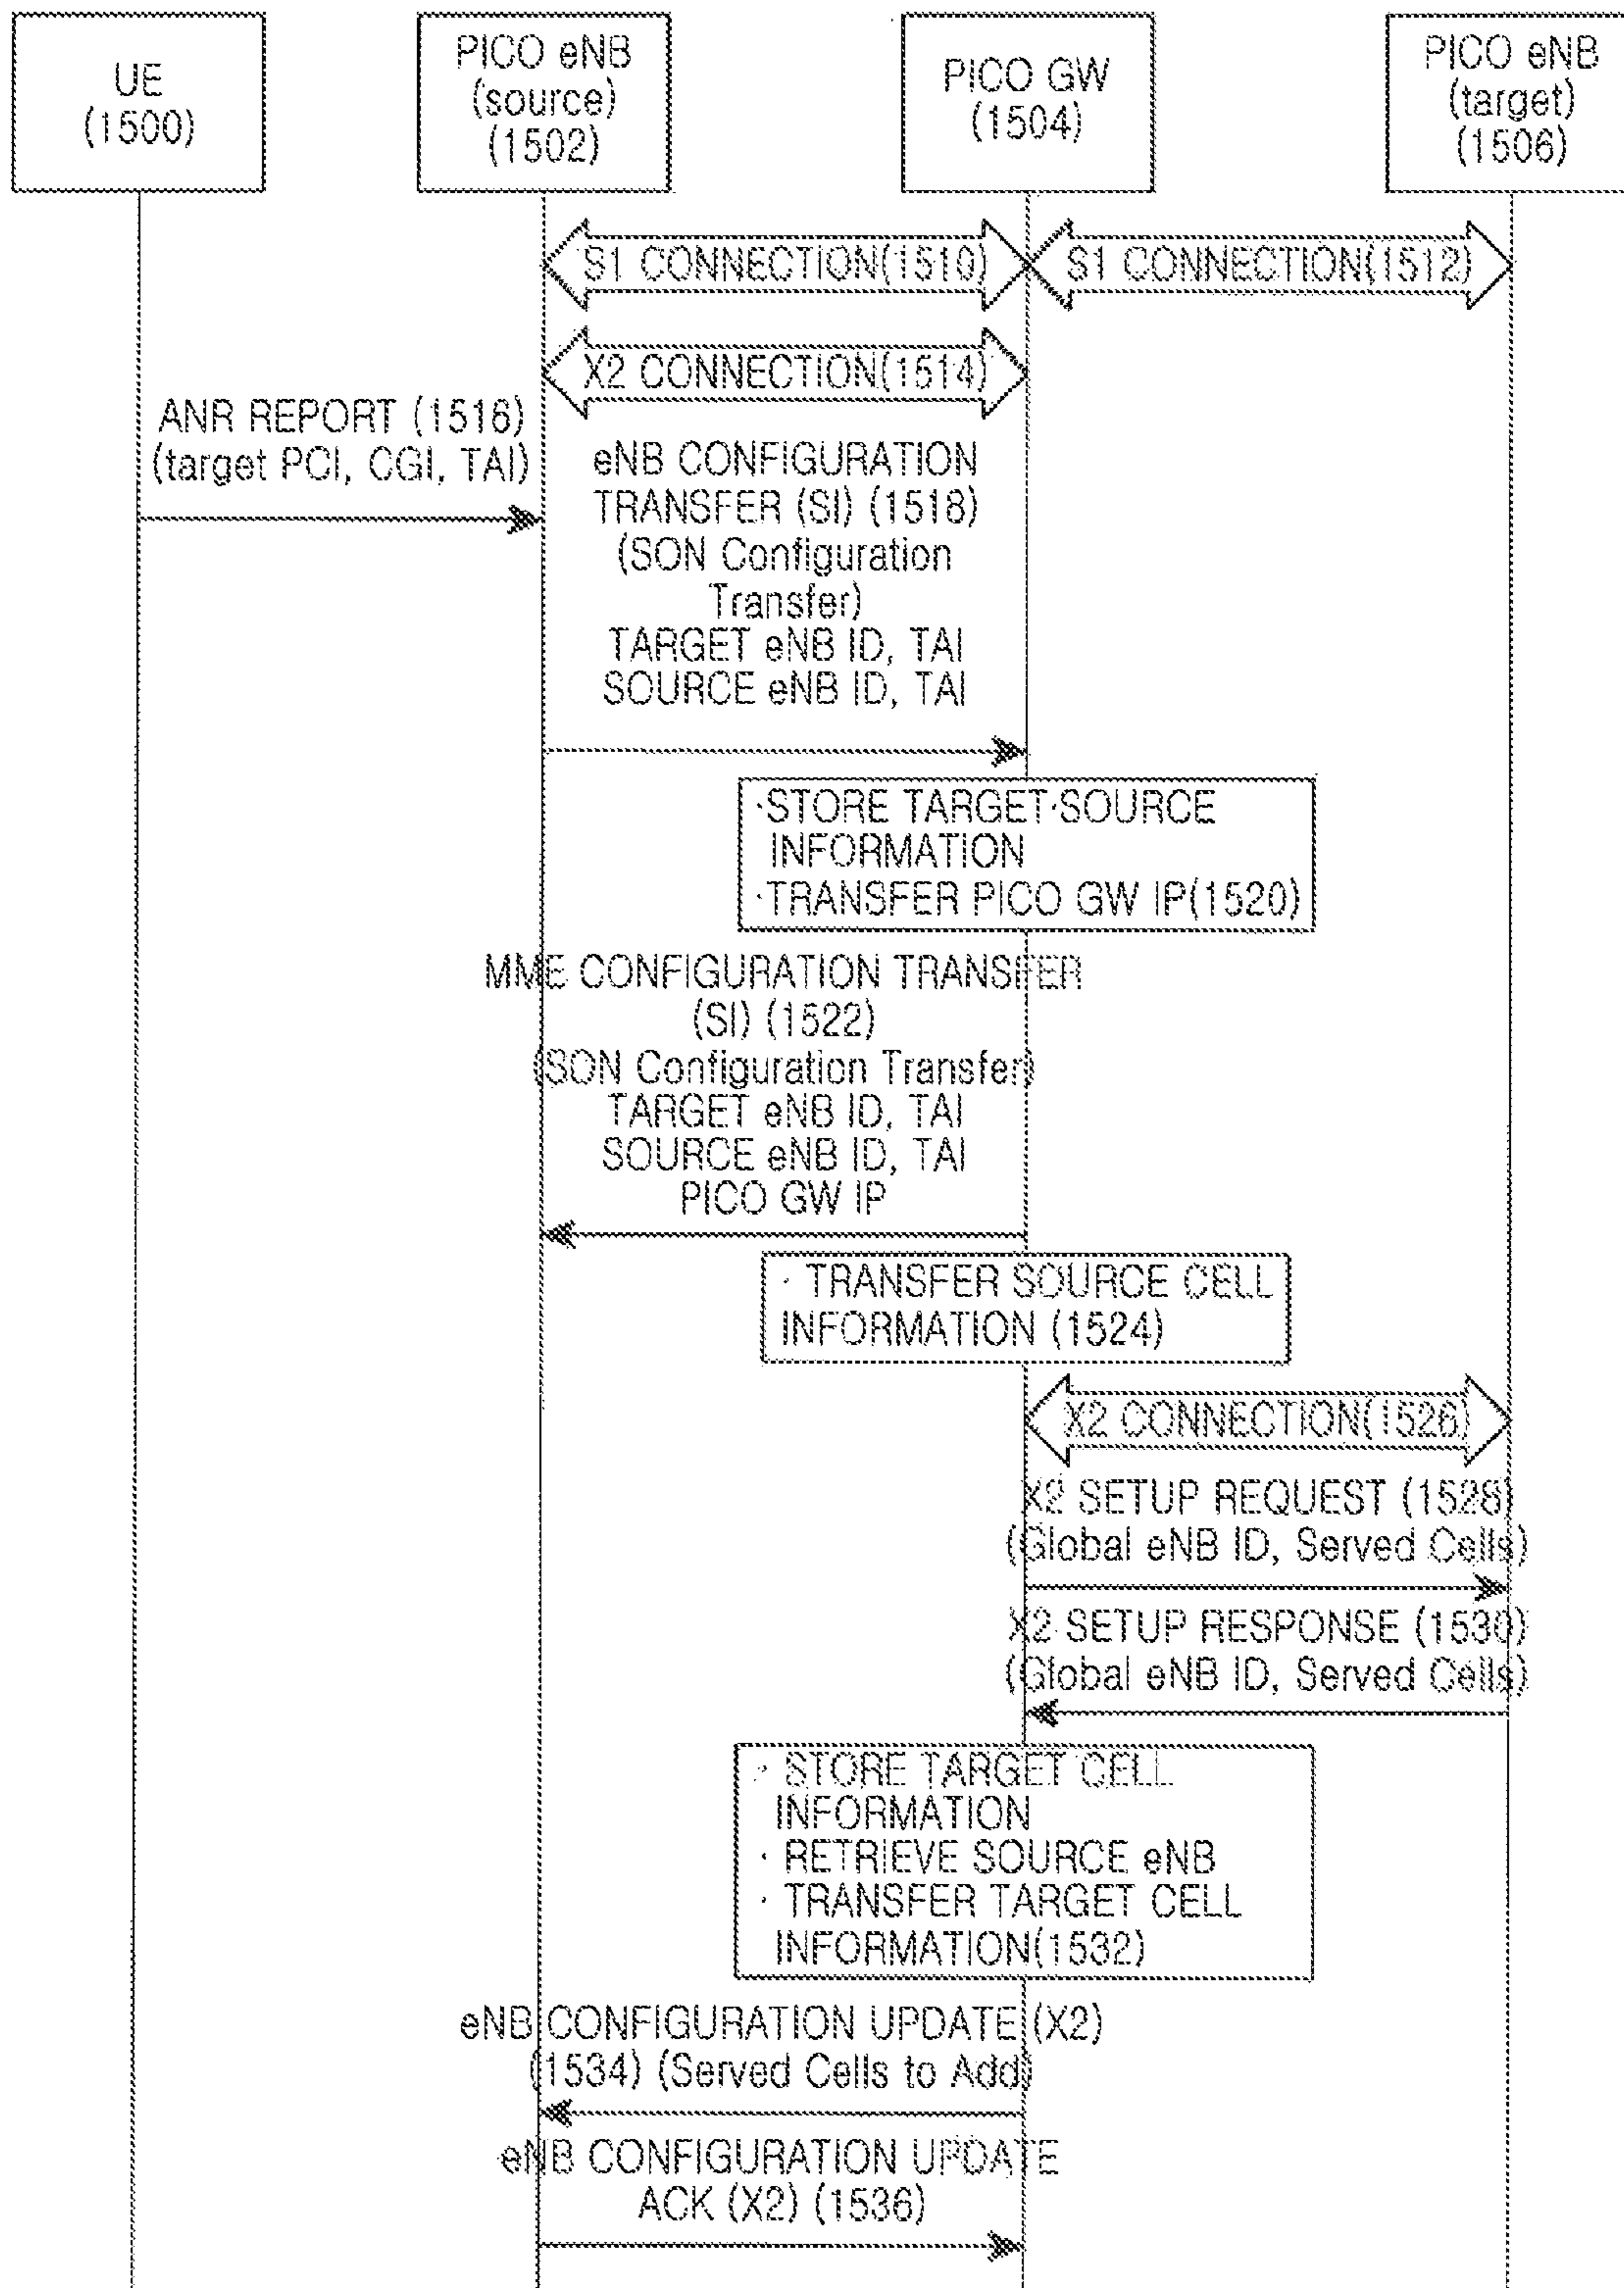 UE
(1500)
PICO eNB
(source)
(1502)
PICO GW
(1504)
PICO eNB
(target)
(1506)
S1 CONNECTION(1510)
S1 CONNECTION(1512)
X2 CONNECTION(1514)
ANR REPORT (1516)
(target PCI, CGI, TAI)
eNB CONFIGURATION
TRANSFER (SI) (1518)
(SON Configuration
Transfer)
TARGET eNB ID, TAI
SOURCE eNB ID, TAI
·STORE TARGET·SOURCE
INFORMATION
·TRANSFER PICO GW IP(1520)
MME CONFIGURATION TRANSFER
(SI) (1522)
(SON Configuration Transfer)
TARGET eNB ID, TAI
SOURCE eNB ID, TAI
PICO GW IP
· TRANSFER SOURCE CELL
INFORMATION (1524)
X2 CONNECTION(1526)
X2 SETUP REQUEST (1528)
(Global eNB ID, Served Cells)
X2 SETUP RESPONSE (1530)
(Global eNB ID, Served Cells)
· STORE TARGET CELL
INFORMATION
· RETRIEVE SOURCE eNB
· TRANSFER TARGET CELL
INFORMATION(1532)
eNB CONFIGURATION UPDATE (X2)
(1534) (Served Cells to Add)
eNB CONFIGURATION UPDATE
ACK (X2) (1536)